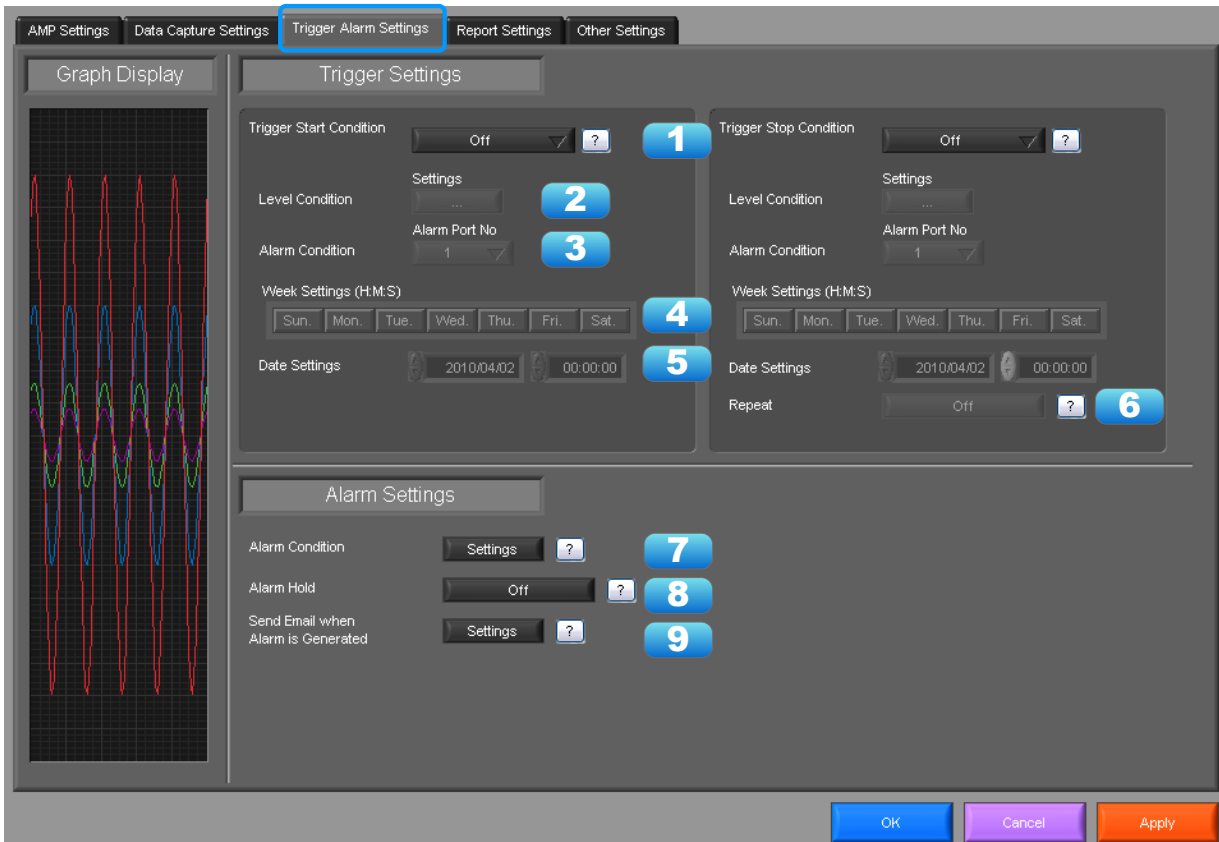 AMP Settings Data Capture Settings Trigger Alarm Settings Report Settings Other Settings
Graph Display
Trigger Settings
Trigger Start Condition Off ? 1
Settings
Level Condition ... 2
Alarm Port No
Alarm Condition 1 3
Week Settings (H:M:S)
Sun. Mon. Tue. Wed. Thu. Fri. Sat. 4
Date Settings 2010/04/02 00:00:00 5
Trigger Stop Condition Off ?
Settings
Level Condition ...
Alarm Port No
Alarm Condition 1
Week Settings (H:M:S)
Sun. Mon. Tue. Wed. Thu. Fri. Sat.
Date Settings 2010/04/02 00:00:00
Repeat Off ? 6
Alarm Settings
Alarm Condition Settings ? 7
Alarm Hold Off ? 8
Send Email when
Alarm is Generated Settings ? 9
OK Cancel Apply